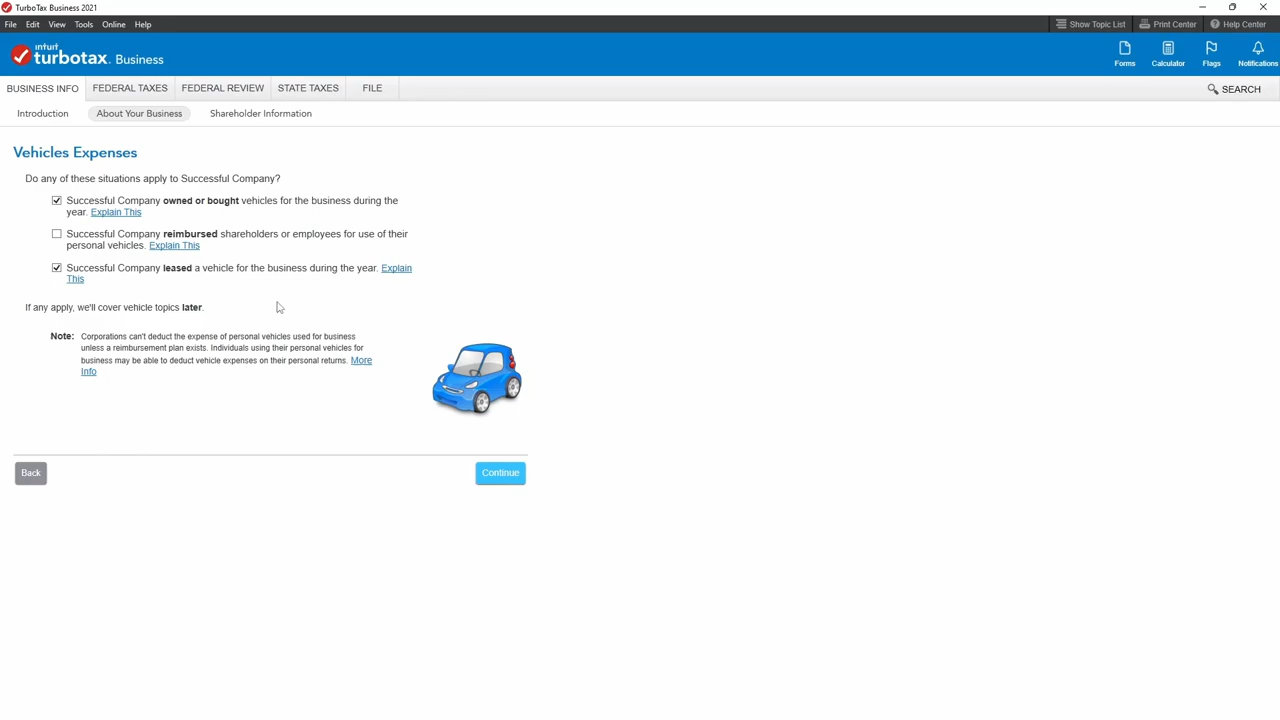 TurboTax Business 2021
File Edit View Tools Online Help
Show Topic List Print Center Help Center
intuit
turbotax. Business
Forms Calculator Flags Notifications
BUSINESS INFO FEDERAL TAXES FEDERAL REVIEW STATE TAXES FILE SEARCH
Introduction About Your Business Shareholder Information
Vehicles Expenses
Do any of these situations apply to Successful Company?
Successful Company owned or bought vehicles for the business during the
year. Explain This
Successful Company reimbursed shareholders or employees for use of their
personal vehicles. Explain This
Successful Company leased a vehicle for the business during the year. Explain
This
If any apply, we'll cover vehicle topics later.
Note: Corporations can't deduct the expense of personal vehicles used for business
unless a reimbursement plan exists. Individuals using their personal vehicles for
business may be able to deduct vehicle expenses on their personal returns. More
Info
Back Continue